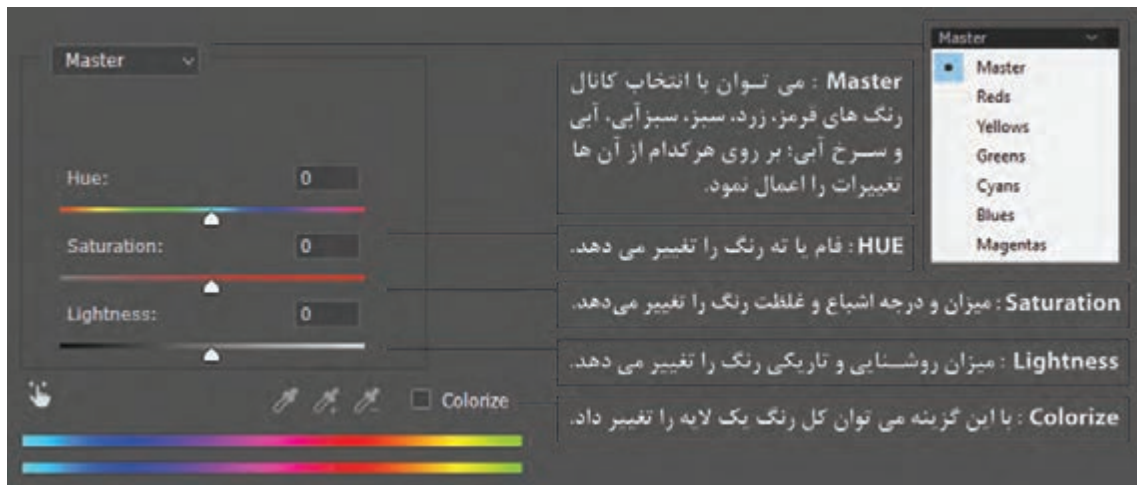 Master
Hue:
0
Saturation:
0
Lightness:
0
Colorize
Master : می توان با انتخاب کانال
رنگ های قرمز، زرد، سبز، سبزآبی، آبی
و سرخ آبی؛ بر روی هرکدام از آن ها
تغییرات را اعمال نمود.
HUE : فام یا ته رنگ را تغییر می دهد.
Saturation : میزان و درجه اشباع و غلظت رنگ را تغییر می‌دهد.
Lightness : میزان روشنایی و تاریکی رنگ را تغییر می دهد.
Colorize : با این گزینه می توان کل رنگ یک لایه را تغییر داد.
Master
Master
Reds
Yellows
Greens
Cyans
Blues
Magentas